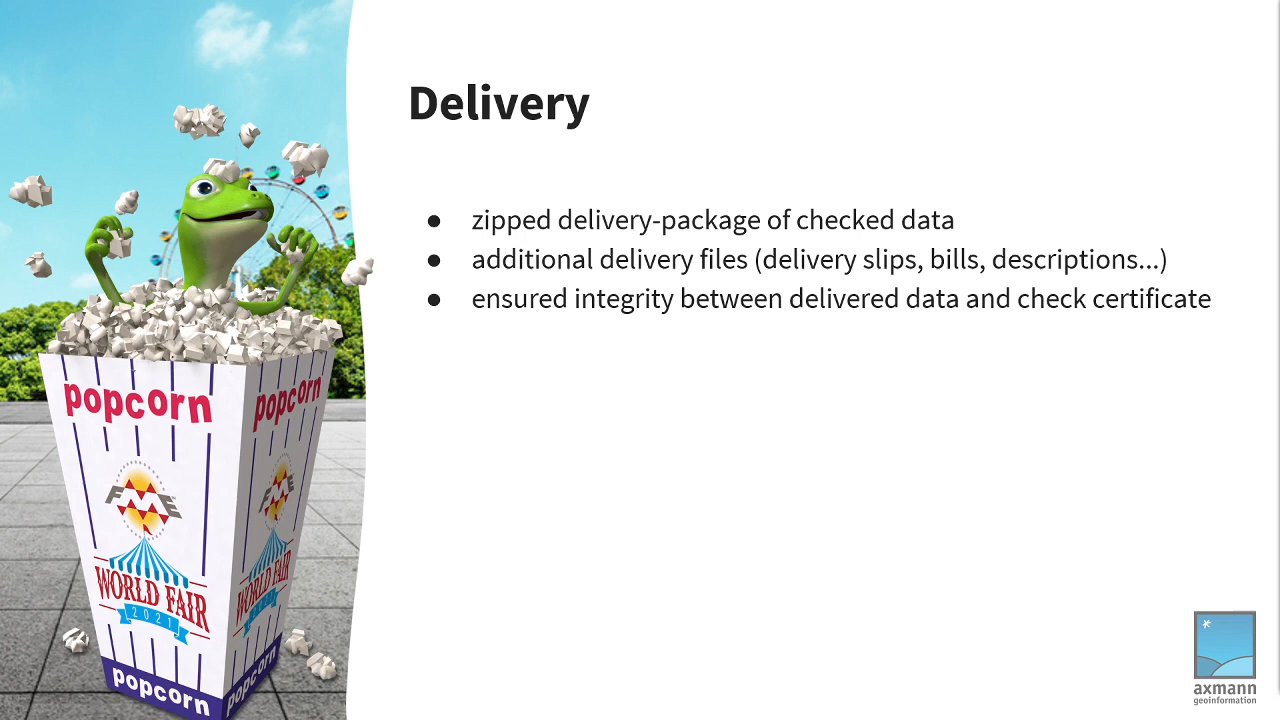 Delivery
● zipped delivery-package of checked data
● additional delivery files (delivery slips, bills, descriptions...)
● ensured integrity between delivered data and check certificate
popcorn
popcorn
FME
FME
WORLD FAIR
WORLD FAIR
2021
2021
popcorn
popcorn
axmann
geoinformation